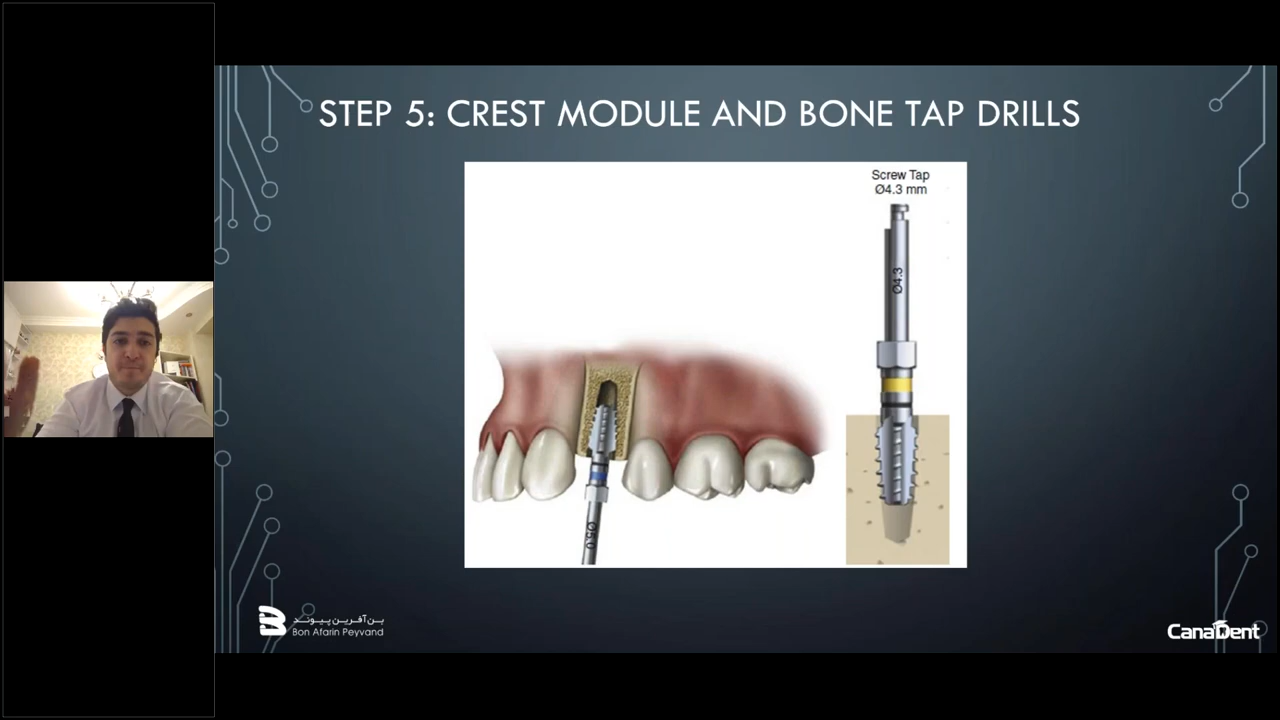 STEP 5: CREST MODULE AND BONE TAP DRILLS
Screw Tap
Ø4.3 mm
Ø4.3
Ø5.0
بن‌آفرین پیوند
Bon Afarin Peyvand
CanaDent